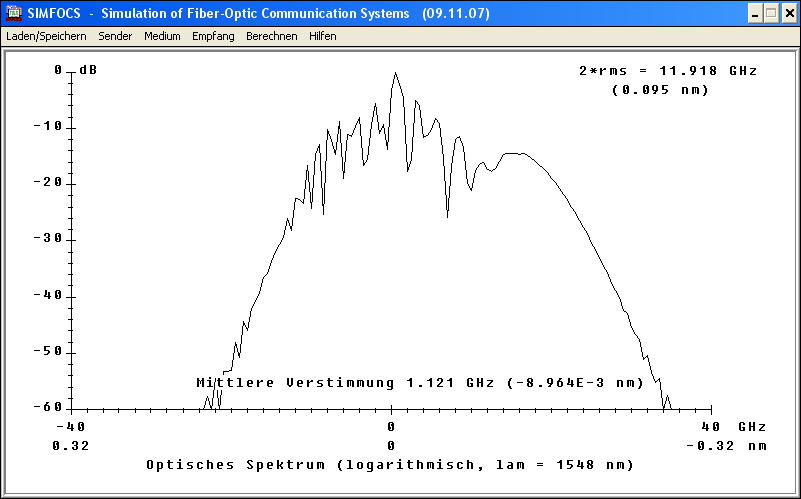 SIMFOCS - Simulation of Fiber-Optic Communication Systems (09.11.07)
Laden/Speichern Sender Medium Empfang Berechnen Hilfen
0 dB
2*rms = 11.918 GHz
(0.095 nm)
-10
-20
-30
-40
-50
Mittlere Verstimmung 1.121 GHz (-8.964E-3 nm)
-60
-40 0 40 GHz
0.32 0 -0.32 nm
Optisches Spektrum (logarithmisch, lam = 1548 nm)